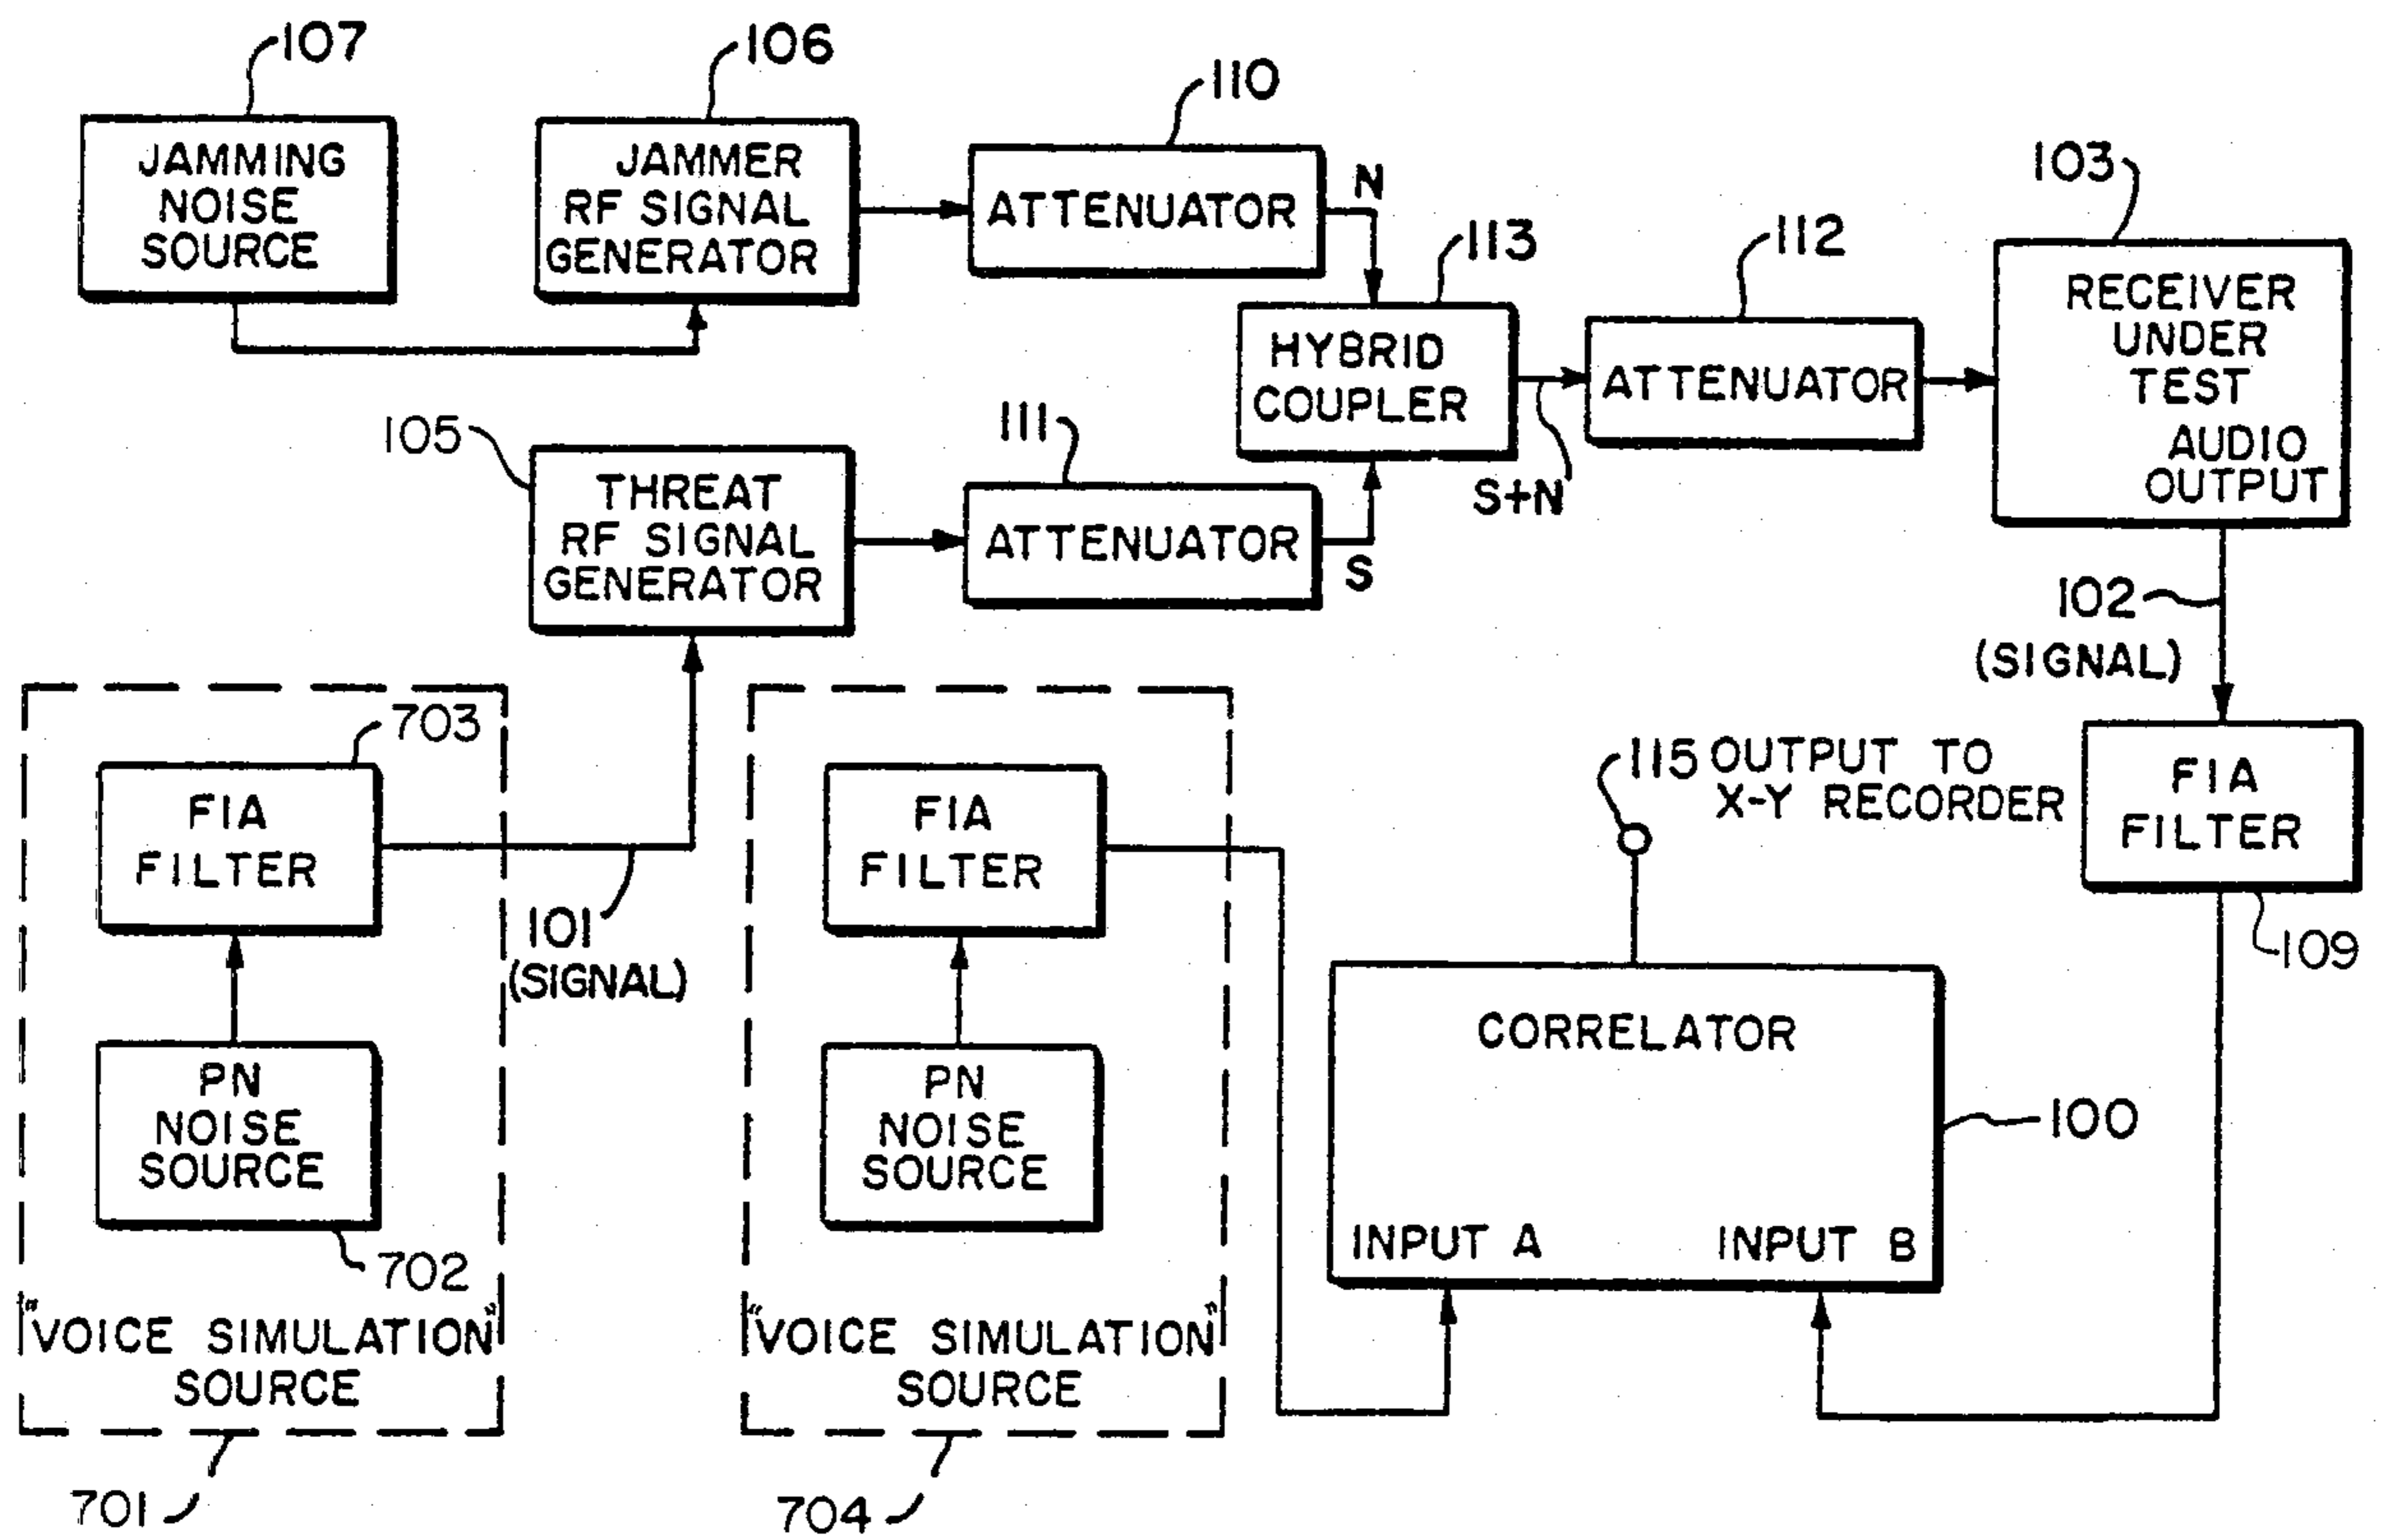 107
106
110
JAMMING
NOISE
SOURCE
JAMMER
RF SIGNAL
GENERATOR
ATTENUATOR
N
103
113
112
HYBRID
COUPLER
ATTENUATOR
RECEIVER
UNDER
TEST
AUDIO
OUTPUT
S+N
105
111
THREAT
RF SIGNAL
GENERATOR
ATTENUATOR
S
102
(SIGNAL)
703
FIA
FILTER
101
(SIGNAL)
PN
NOISE
SOURCE
702
"VOICE SIMULATION"
SOURCE
701
FIA
FILTER
PN
NOISE
SOURCE
"VOICE SIMULATION"
SOURCE
704
115 OUTPUT TO
X-Y RECORDER
FIA
FILTER
109
CORRELATOR
100
INPUT A
INPUT B